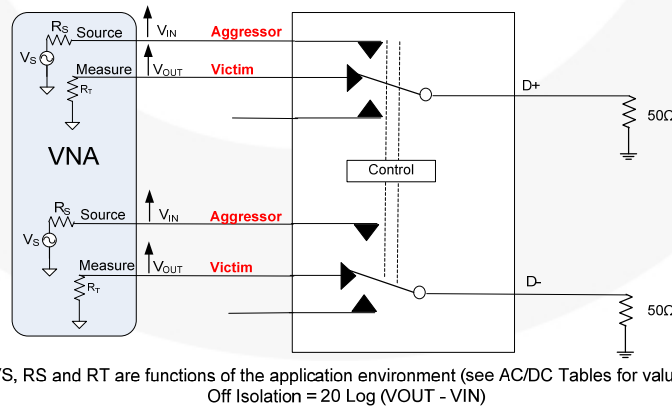 RS
Source
VIN
Aggressor
VS
Measure
VOUT
Victim
RT
D+
50Ω
VNA
Control
RS
Source
VIN
Aggressor
VS
Measure
VOUT
Victim
RT
D-
50Ω
VS, RS and RT are functions of the application environment (see AC/DC Tables for valu
Off Isolation = 20 Log (VOUT - VIN)